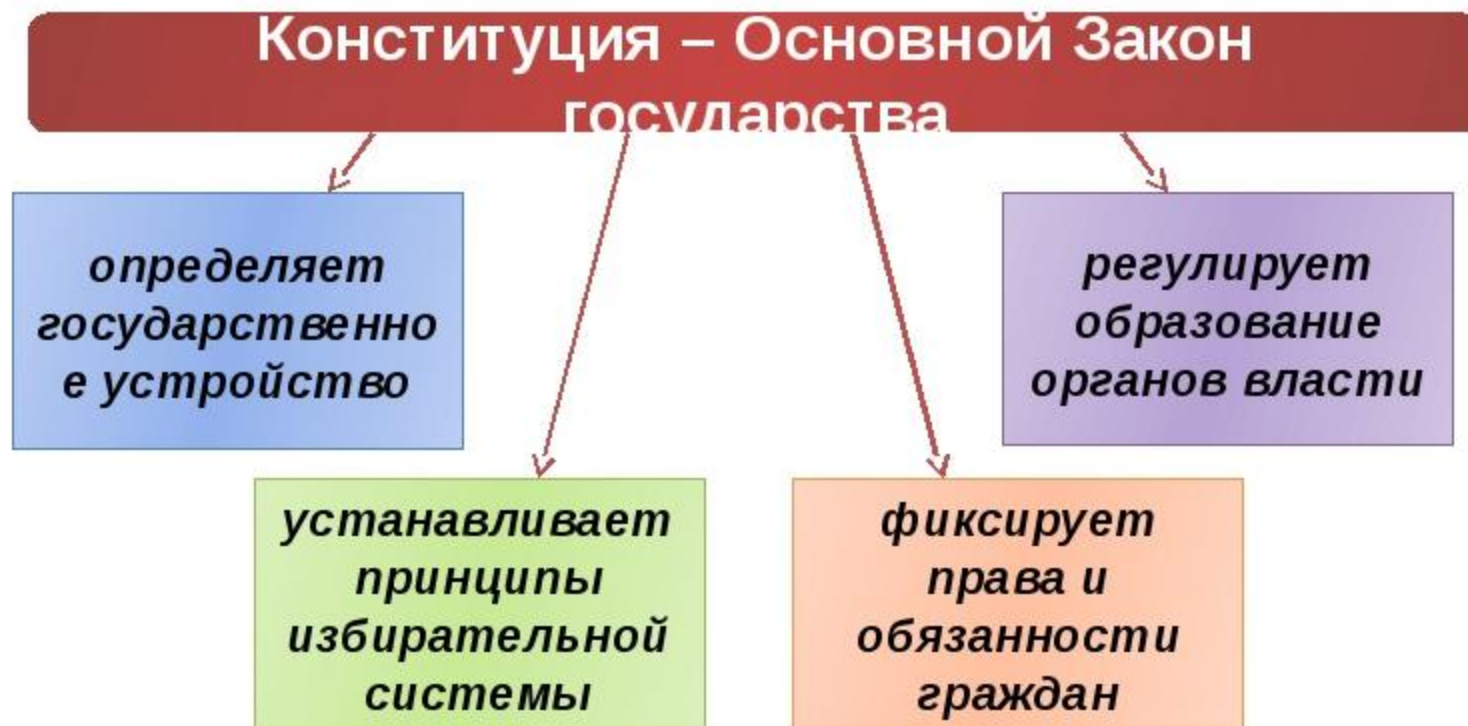 Конституция – Основной Закон
государства
определяет
государственно
е устройство
регулирует
образование
органов власти
устанавливает
принципы
избирательной
системы
фиксирует
права и
обязанности
граждан